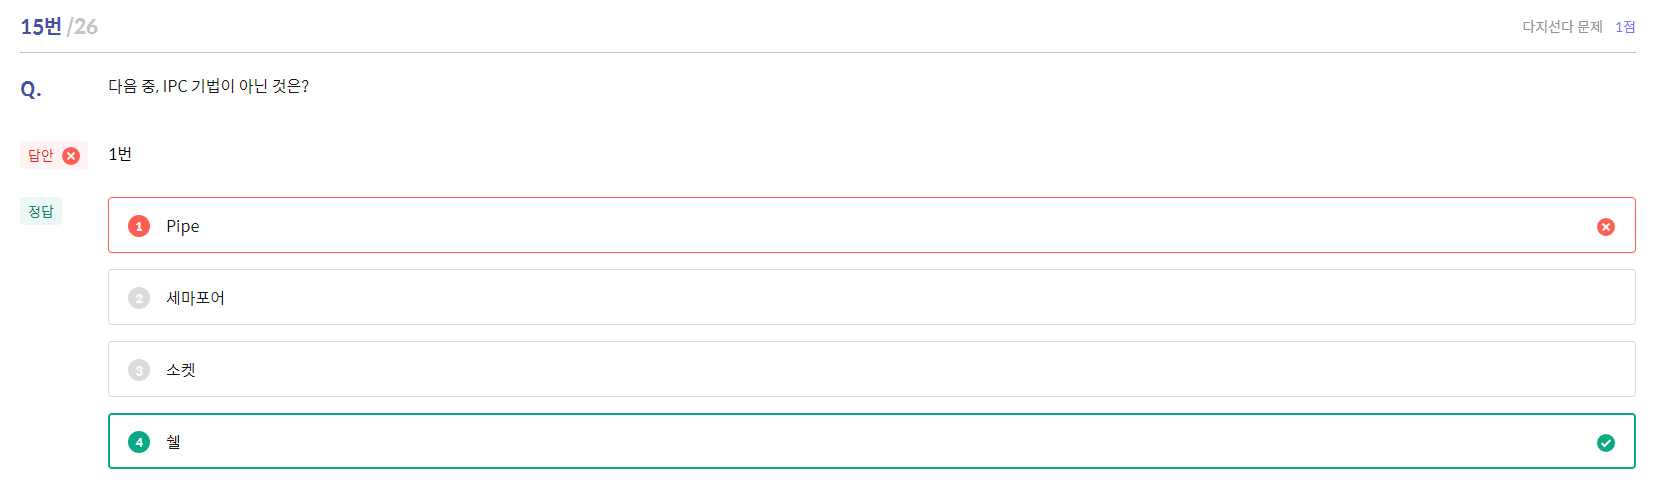 15번 /26
다지선다 문제 1점
Q. 다음 중, IPC 기법이 아닌 것은?
답안 1번
정답
1 Pipe
2 세마포어
3 소켓
4 쉘